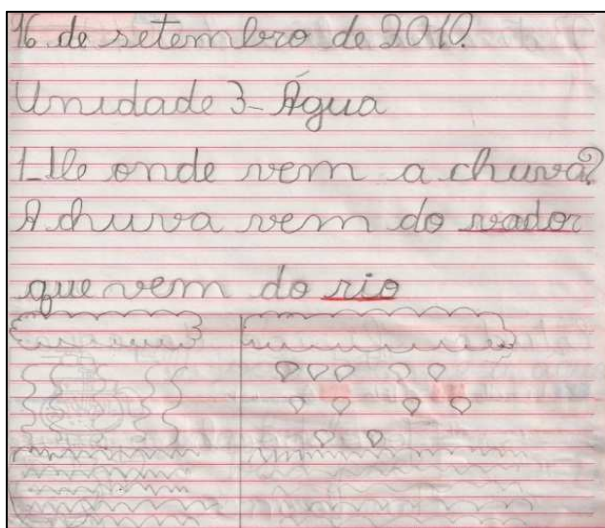 16 de setembro de 2010.
Unidade 3- Água
1-De onde vem a chuva?
A chuva vem do vador
que vem do rio